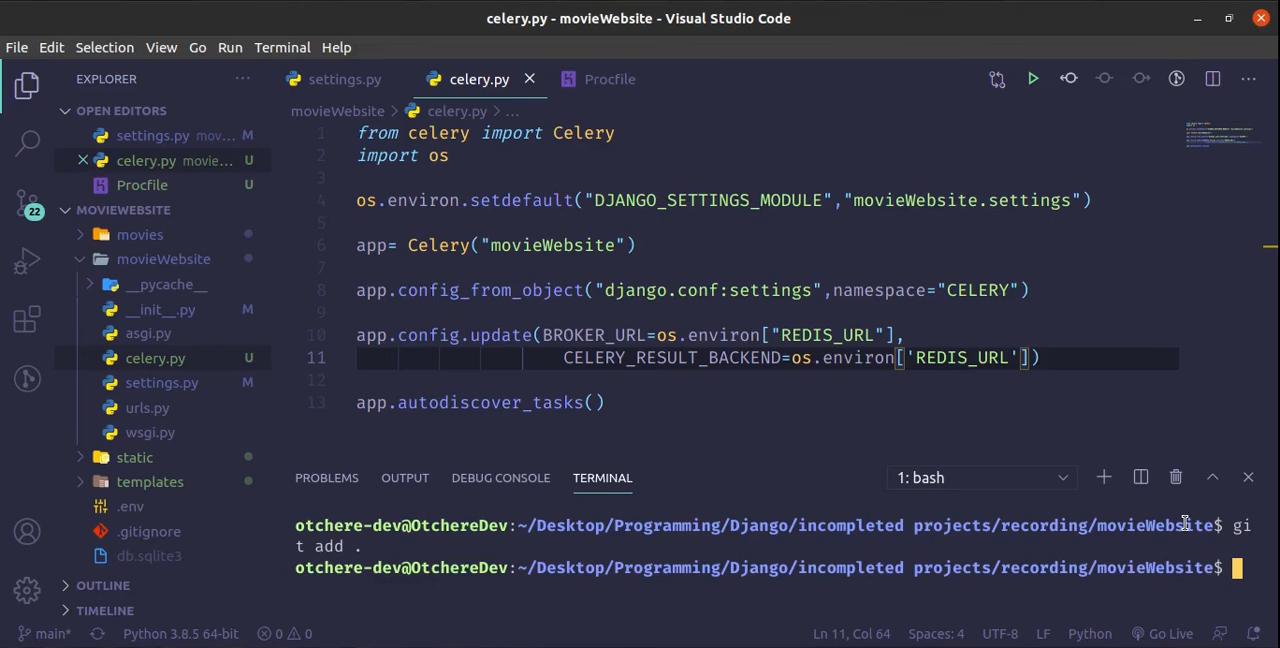 celery.py - movieWebsite - Visual Studio Code
File Edit Selection View Go Run Terminal Help
EXPLORER
OPEN EDITORS
settings.py mov... M
celery.py movie... U
Procfile U
MOVIEWEBSITE
movies
movieWebsite
__pycache__
__init__.py M
asgi.py
celery.py U
settings.py M
urls.py
wsgi.py
static
templates
.env
.gitignore
db.sqlite3
OUTLINE
TIMELINE
22
settings.py celery.py Procfile
movieWebsite > celery.py > ...
1 from celery import Celery
2 import os
3
4 os.environ.setdefault("DJANGO_SETTINGS_MODULE","movieWebsite.settings")
5
6 app= Celery("movieWebsite")
7
8 app.config_from_object("django.conf:settings",namespace="CELERY")
9
10 app.config.update(BROKER_URL=os.environ["REDIS_URL"],
11 CELERY_RESULT_BACKEND=os.environ['REDIS_URL'])
12
13 app.autodiscover_tasks()
PROBLEMS OUTPUT DEBUG CONSOLE TERMINAL 1: bash
otchere-dev@OtchereDev:~/Desktop/Programming/Django/incompleted projects/recording/movieWebsite$ gi
t add .
otchere-dev@OtchereDev:~/Desktop/Programming/Django/incompleted projects/recording/movieWebsite$
main* Python 3.8.5 64-bit 0 0 Ln 11, Col 64 Spaces: 4 UTF-8 LF Python Go Live